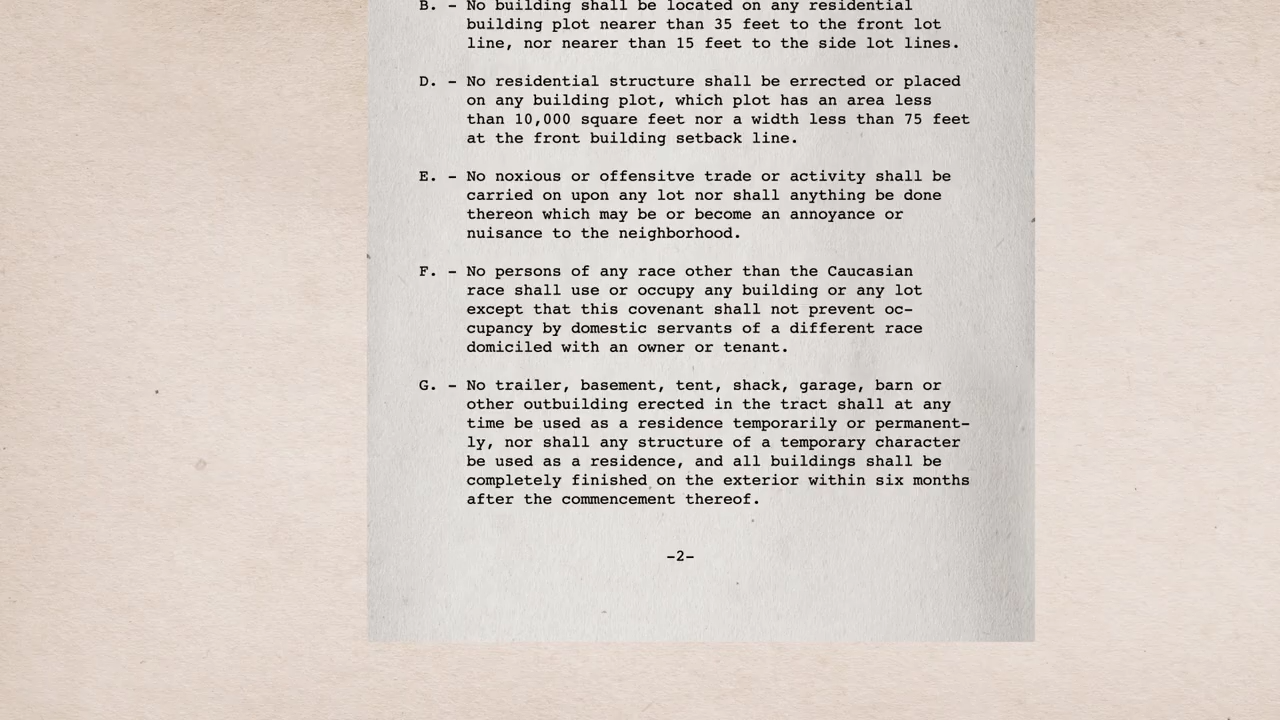 B. - No building shall be located on any residential
building plot nearer than 35 feet to the front lot
line, nor nearer than 15 feet to the side lot lines.
D. - No residential structure shall be errected or placed
on any building plot, which plot has an area less
than 10,000 square feet nor a width less than 75 feet
at the front building setback line.
E. - No noxious or offensitve trade or activity shall be
carried on upon any lot nor shall anything be done
thereon which may be or become an annoyance or
nuisance to the neighborhood.
F. - No persons of any race other than the Caucasian
race shall use or occupy any building or any lot
except that this covenant shall not prevent oc-
cupancy by domestic servants of a different race
domiciled with an owner or tenant.
G. - No trailer, basement, tent, shack, garage, barn or
other outbuilding erected in the tract shall at any
time be used as a residence temporarily or permanent-
ly, nor shall any structure of a temporary character
be used as a residence, and all buildings shall be
completely finished on the exterior within six months
after the commencement thereof.
-2-